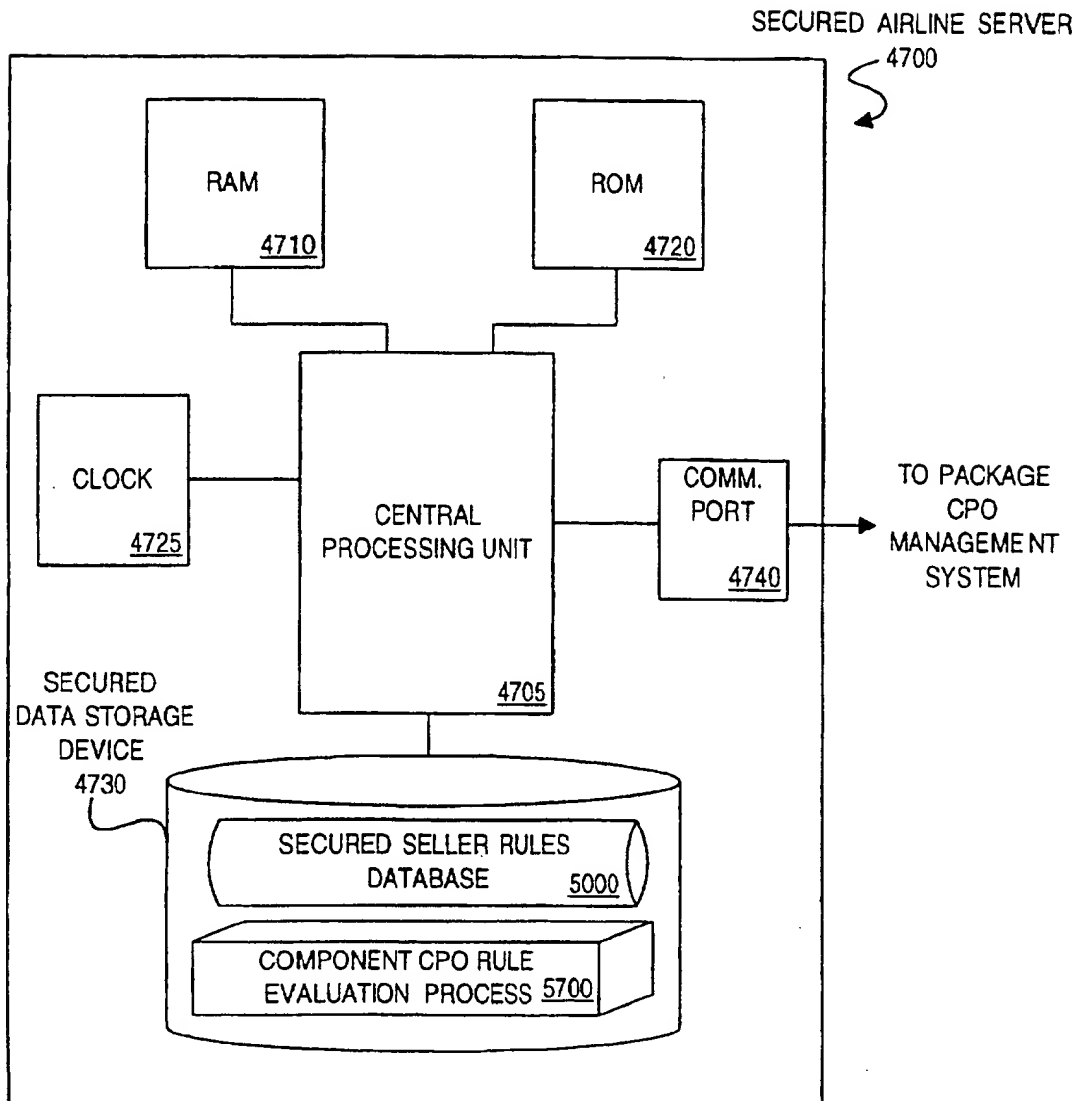 SECURED AIRLINE SERVER
4700
RAM
4710
ROM
4720
CLOCK
4725
CENTRAL
PROCESSING UNIT
4705
COMM.
PORT
4740
TO PACKAGE
CPO
MANAGEMENT
SYSTEM
SECURED
DATA STORAGE
DEVICE
4730
SECURED SELLER RULES
DATABASE
5000
COMPONENT CPO RULE
EVALUATION PROCESS
5700